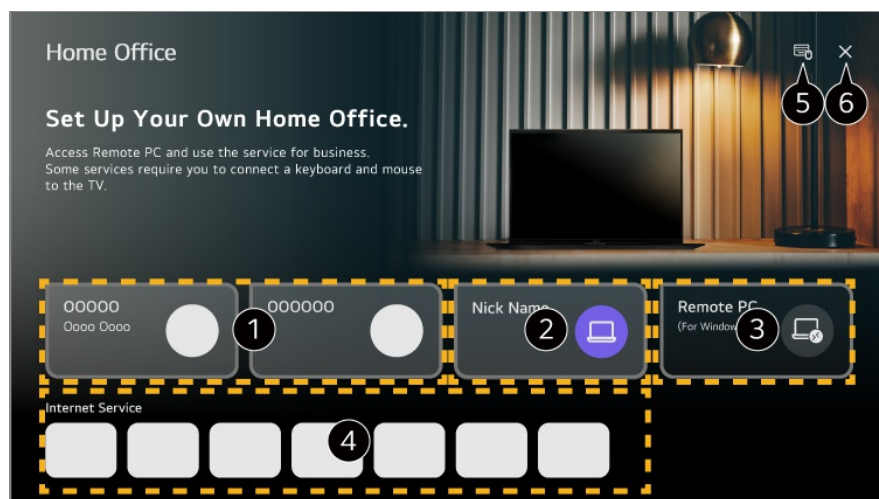 Home Office
5
6
Set Up Your Own Home Office.
Access Remote PC and use the service for business.
Some services require you to connect a keyboard and mouse
to the TV.
OOOOO
Oooo Oooo
1
OOOOOO
Nick Name
2
Remote PC
(For Window
3
Internet Service
4